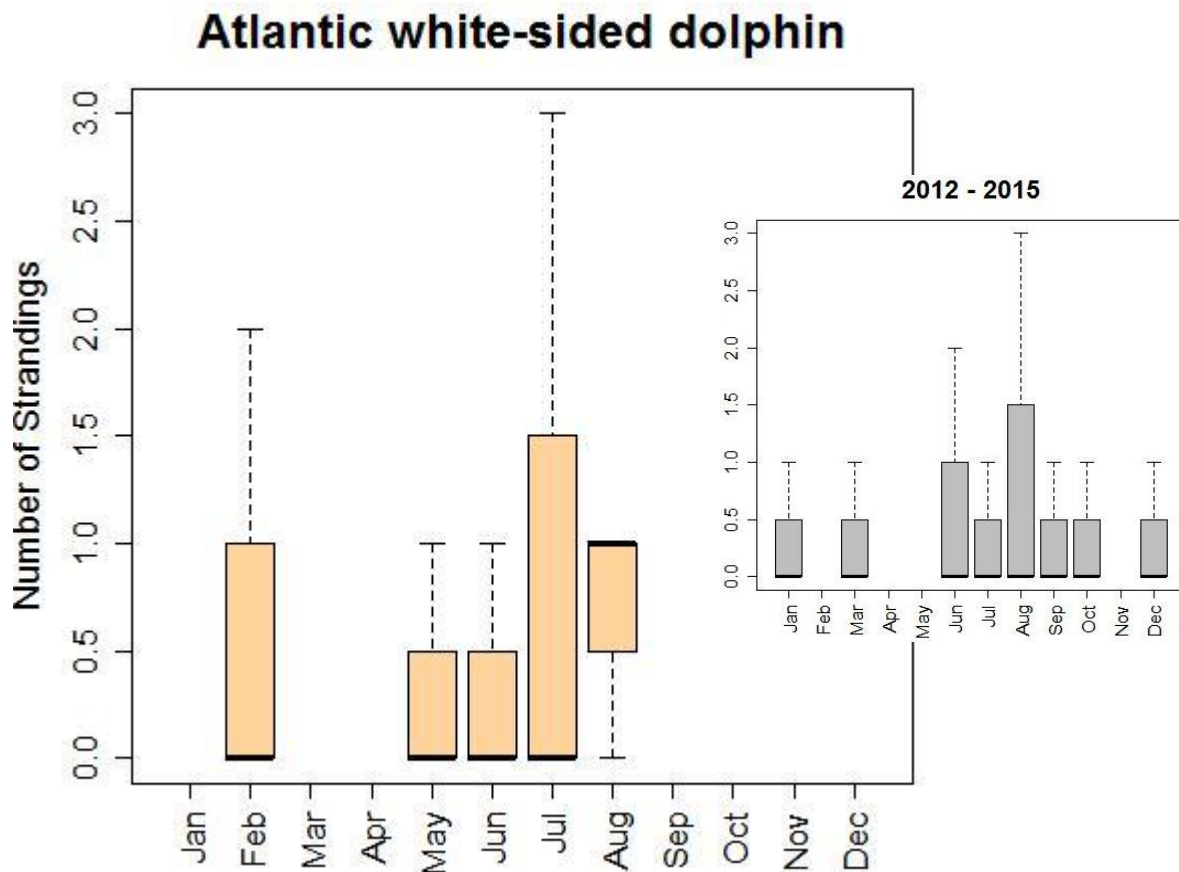 Atlantic white-sided dolphin
Number of Strandings
3.0
2.5
2.0
1.5
1.0
0.5
0.0
Jan
Feb
Mar
Apr
May
Jun
Jul
Aug
Sep
Oct
Nov
Dec
2012 - 2015
3.0
2.5
2.0
1.5
1.0
0.5
0.0
Jan
Feb
Mar
Apr
May
Jun
Jul
Aug
Sep
Oct
Nov
Dec